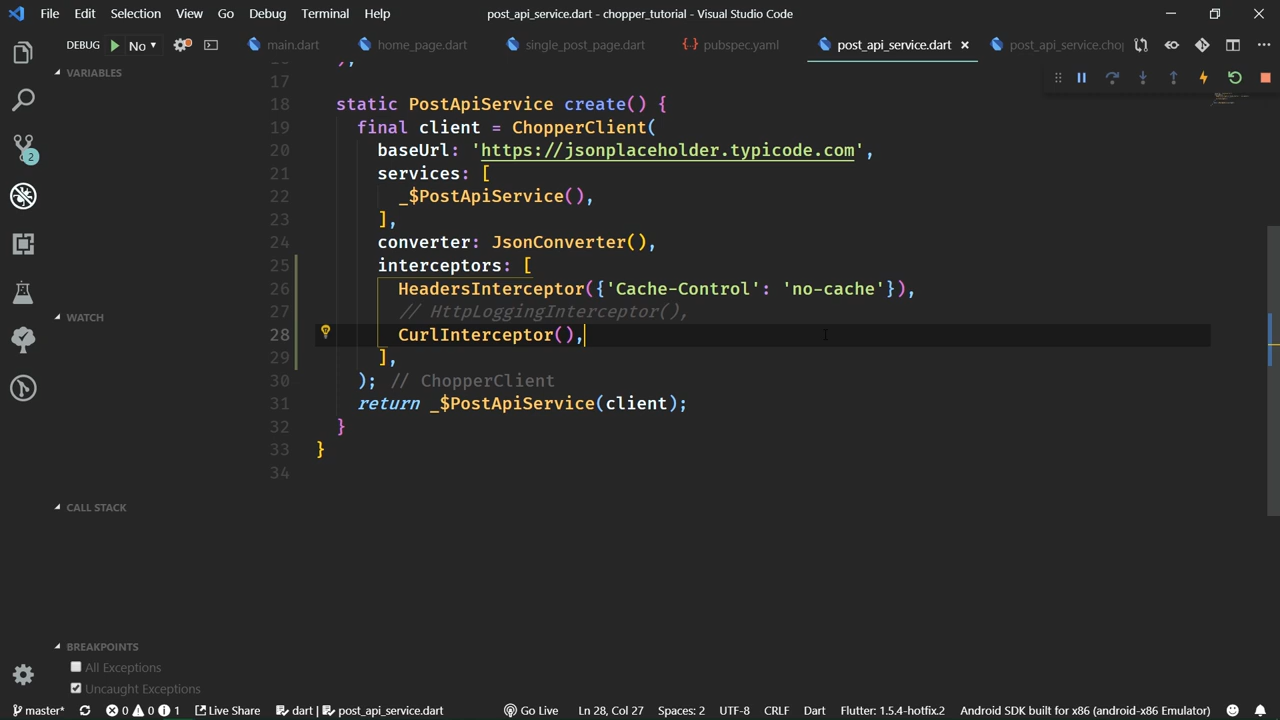 File Edit Selection View Go Debug Terminal Help
post_api_service.dart - chopper_tutorial - Visual Studio Code
DEBUG No
main.dart home_page.dart single_post_page.dart pubspec.yaml post_api_service.dart post_api_service.chop
VARIABLES
17
18 static PostApiService create() {
19 final client = ChopperClient(
20 baseUrl: 'https://jsonplaceholder.typicode.com',
21 services: [
22 _$PostApiService(),
23 ],
24 converter: JsonConverter(),
25 interceptors: [
26 HeadersInterceptor({'Cache-Control': 'no-cache'}),
27 // HttpLoggingInterceptor(),
28 CurlInterceptor(),
29 ],
30 ); // ChopperClient
31 return _$PostApiService(client);
32 }
33 }
34
WATCH
CALL STACK
BREAKPOINTS
All Exceptions
Uncaught Exceptions
2
master* 0 0 1 Live Share dart | post_api_service.dart Go Live Ln 28, Col 27 Spaces: 2 UTF-8 CRLF Dart Flutter: 1.5.4-hotfix.2 Android SDK built for x86 (android-x86 Emulator)